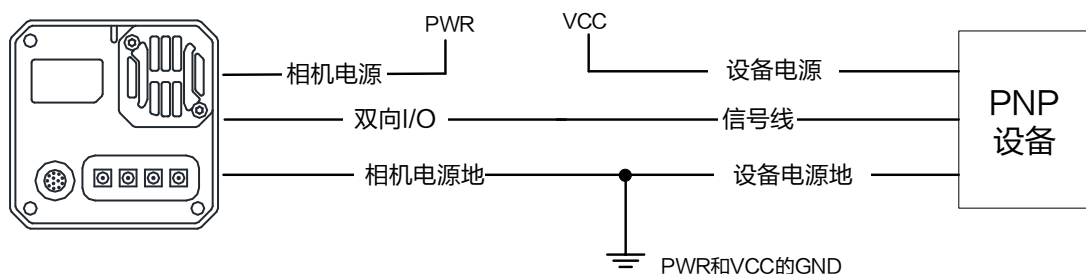 PWR
VCC
相机电源
设备电源
双向I/O
信号线
PNP
设备
相机电源地
设备电源地
PWR和VCC的GND